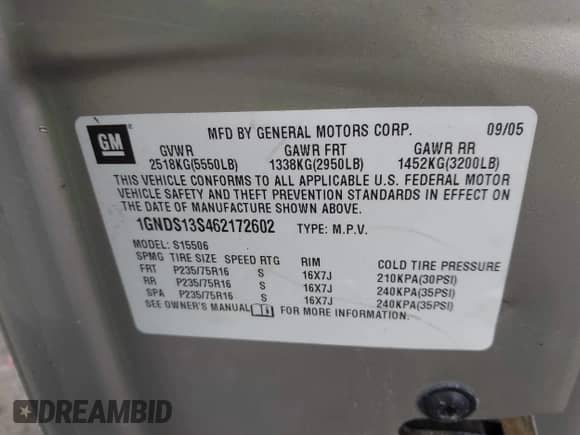 GM
®
MFD BY GENERAL MOTORS CORP. 09/05
GVWR GAWR FRT GAWR RR
2518KG(5550LB) 1338KG(2950LB) 1452KG(3200LB)
THIS VEHICLE CONFORMS TO ALL APPLICABLE U.S. FEDERAL MOTOR
VEHICLE SAFETY AND THEFT PREVENTION STANDARDS IN EFFECT ON
THE DATE OF MANUFACTURE SHOWN ABOVE.
1GNDS13S462172602 TYPE: M.P.V.
MODEL: S15506
SPMG TIRE SIZE SPEED RTG RIM COLD TIRE PRESSURE
FRT P235/75R16 S 16X7J 210KPA(30PSI)
RR P235/75R16 S 16X7J 240KPA(35PSI)
SPA P235/75R16 S 16X7J 240KPA(35PSI)
SEE OWNER'S MANUAL FOR MORE INFORMATION.
DREAMBID